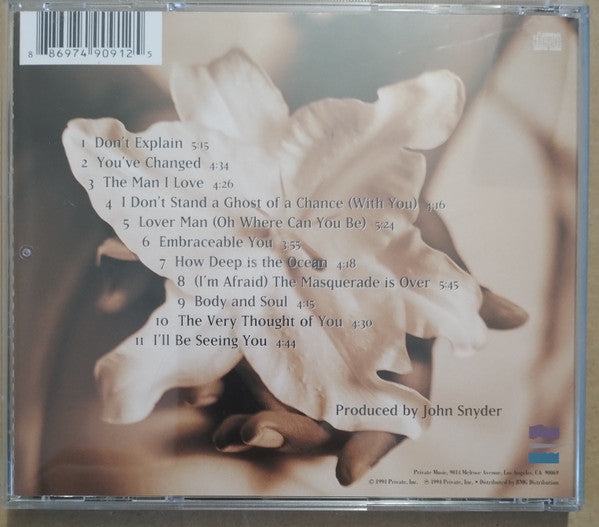 8 86974 90912 5
1 Don't Explain 5:15
2 You've Changed 4:34
3 The Man I Love 4:26
4 I Don't Stand a Ghost of a Chance (With You) 4:16
5 Lover Man (Oh Where Can You Be) 5:24
6 Embraceable You 3:55
7 How Deep is the Ocean 4:18
8 (I'm Afraid) The Masquerade is Over 5:45
9 Body and Soul 4:15
10 The Very Thought of You 4:30
11 I'll Be Seeing You 4:44
Produced by John Snyder
Private Music, 9014 Melrose Avenue, Los Angeles, CA 90069
© 1994 Private, Inc. ℗ 1994 Private, Inc. • Distributed by BMG Distribution